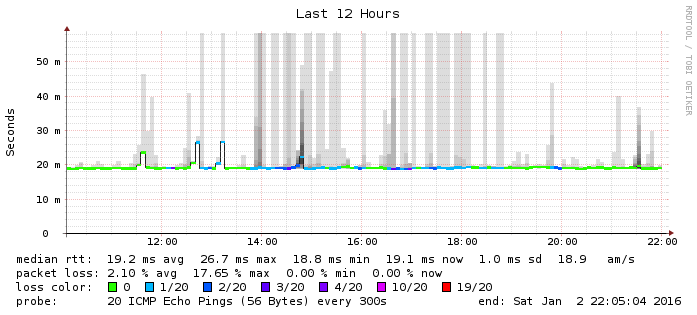 Last 12 Hours
RRDTOOL / TOBI OETIKER
Seconds
50 m
40 m
30 m
20 m
10 m
0
12:00 14:00 16:00 18:00 20:00 22:00
median rtt: 19.2 ms avg 26.7 ms max 18.8 ms min 19.1 ms now 1.0 ms sd 18.9 am/s
packet loss: 2.10 % avg 17.65 % max 0.00 % min 0.00 % now
loss color: 0 1/20 2/20 3/20 4/20 10/20 19/20
probe: 20 ICMP Echo Pings (56 Bytes) every 300s end: Sat Jan 2 22:05:04 2016